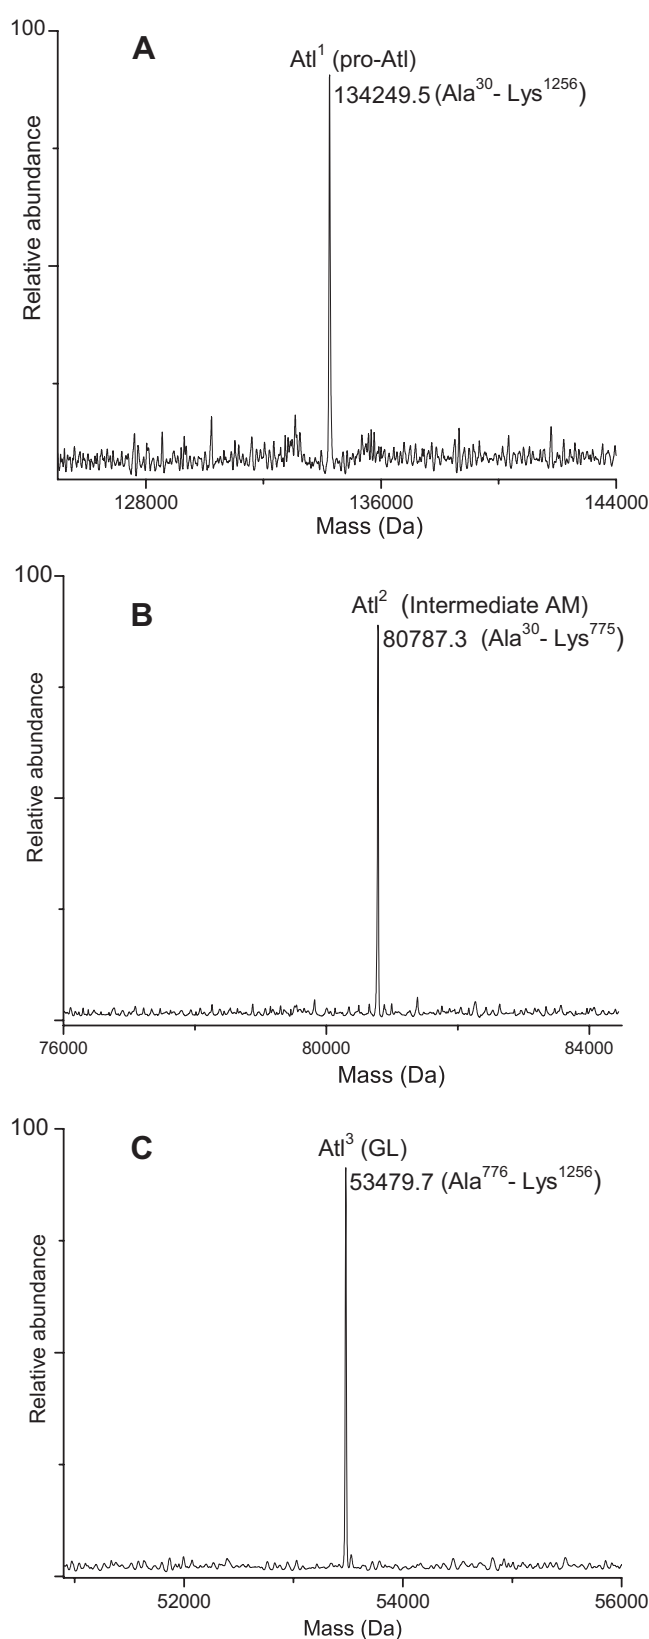 100
A
Atl¹ (pro-Atl)
134249.5 (Ala³⁰- Lys¹²⁵⁶)
Relative abundance
128000 136000 144000
Mass (Da)
100
B
Atl² (Intermediate AM)
80787.3 (Ala³⁰- Lys⁷⁷⁵)
Relative abundance
76000 80000 84000
Mass (Da)
100
C
Atl³ (GL)
53479.7 (Ala⁷⁷⁶- Lys¹²⁵⁶)
Relative abundance
52000 54000 56000
Mass (Da)